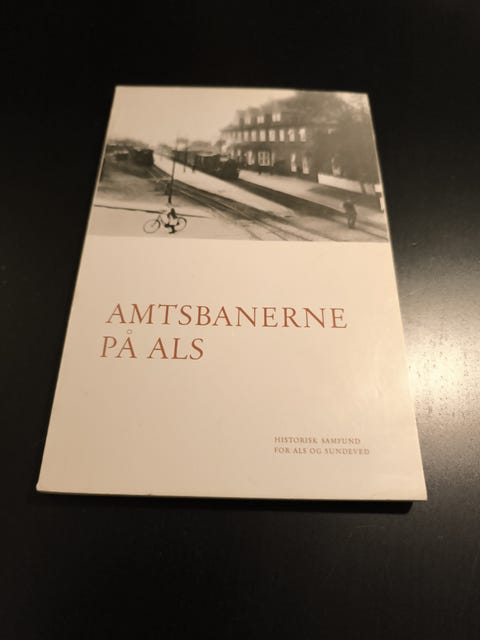 AMTSBANERNE
PÅ ALS
HISTORISK SAMFUND
FOR ALS OG SUNDEVED